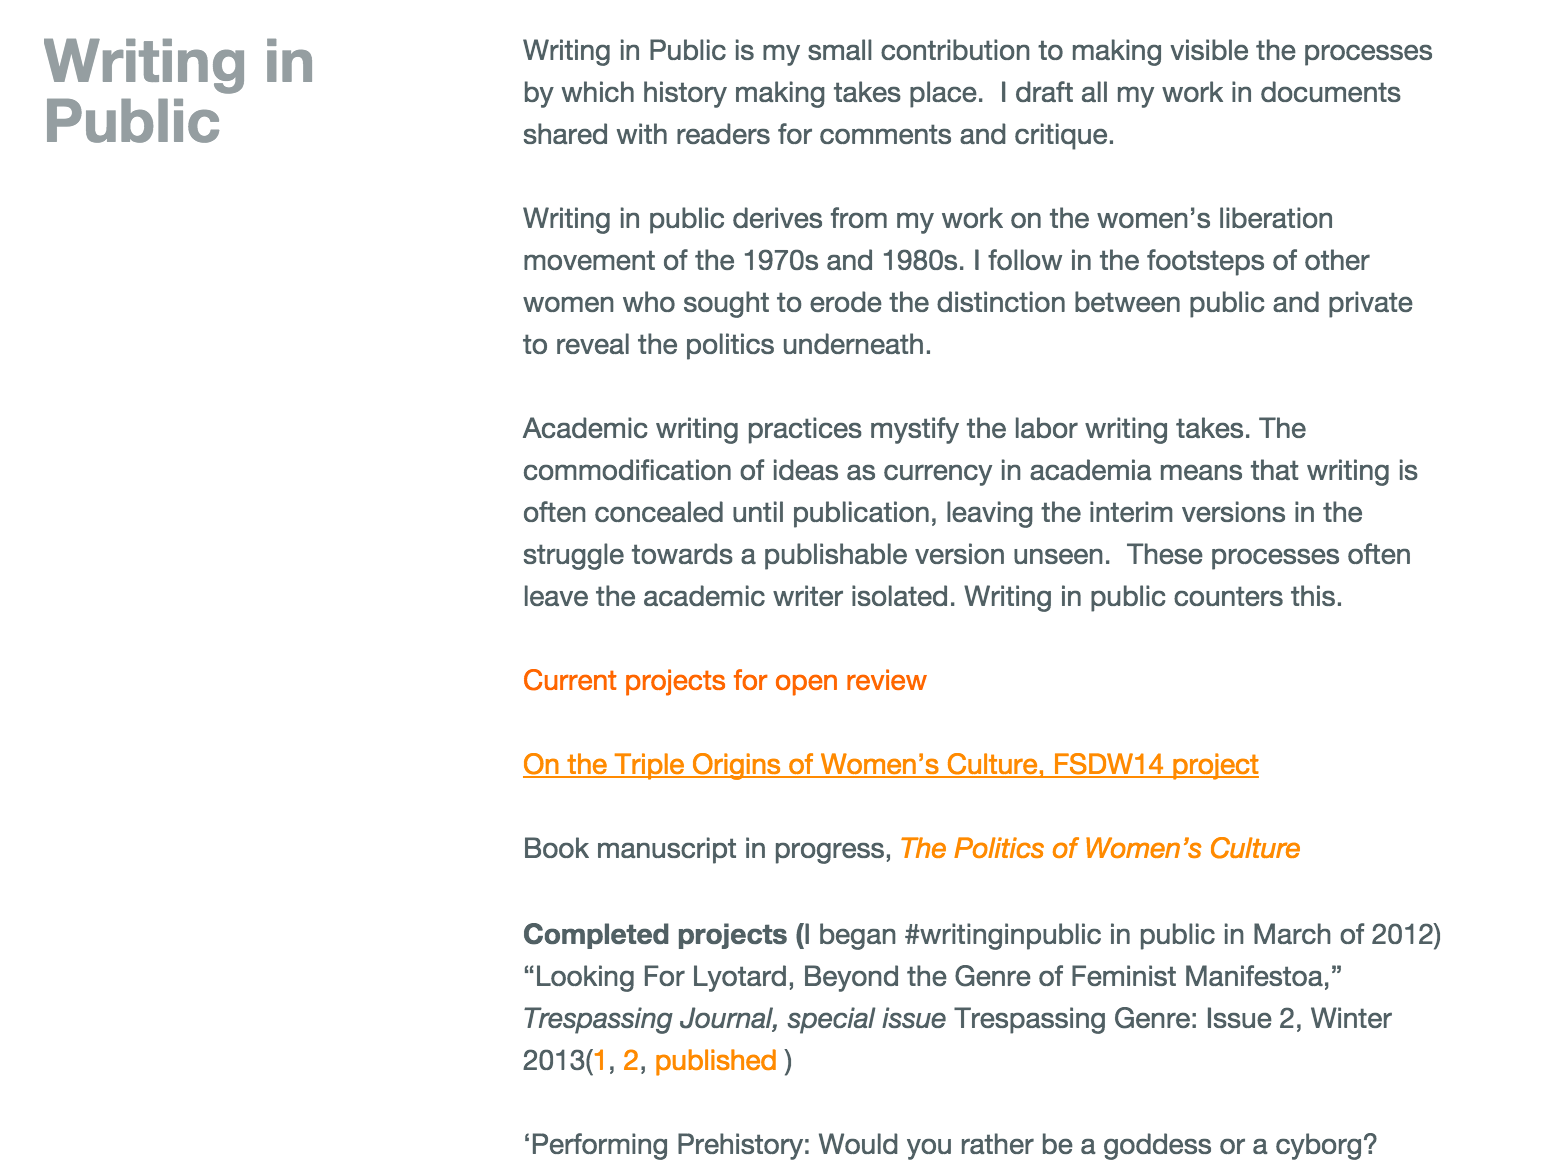 Writing in
Public
Writing in Public is my small contribution to making visible the processes
by which history making takes place.  I draft all my work in documents
shared with readers for comments and critique.
Writing in public derives from my work on the women’s liberation
movement of the 1970s and 1980s. I follow in the footsteps of other
women who sought to erode the distinction between public and private
to reveal the politics underneath.
Academic writing practices mystify the labor writing takes. The
commodification of ideas as currency in academia means that writing is
often concealed until publication, leaving the interim versions in the
struggle towards a publishable version unseen.  These processes often
leave the academic writer isolated. Writing in public counters this.
Current projects for open review
On the Triple Origins of Women’s Culture, FSDW14 project
Book manuscript in progress, The Politics of Women’s Culture
Completed projects (I began #writinginpublic in public in March of 2012)
“Looking For Lyotard, Beyond the Genre of Feminist Manifestoa,”
Trespassing Journal, special issue Trespassing Genre: Issue 2, Winter
2013(1, 2, published )
‘Performing Prehistory: Would you rather be a goddess or a cyborg?